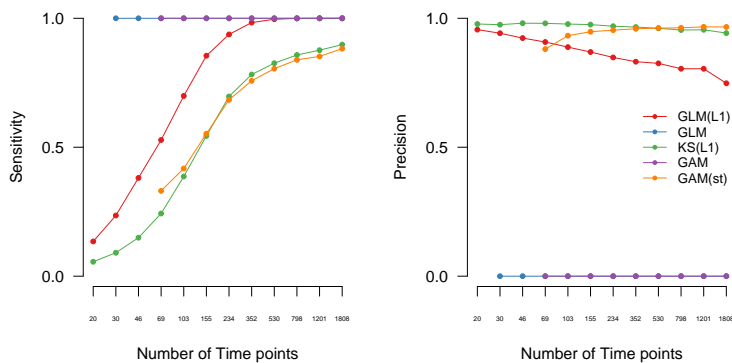 1.0
0.5
0.0
Sensitivity
20 30 46 69 103 155 234 352 530 798 1201 1808
Number of Time points
1.0
0.5
0.0
Precision
GLM(L1)
GLM
KS(L1)
GAM
GAM(st)
20 30 46 69 103 155 234 352 530 798 1201 1808
Number of Time points